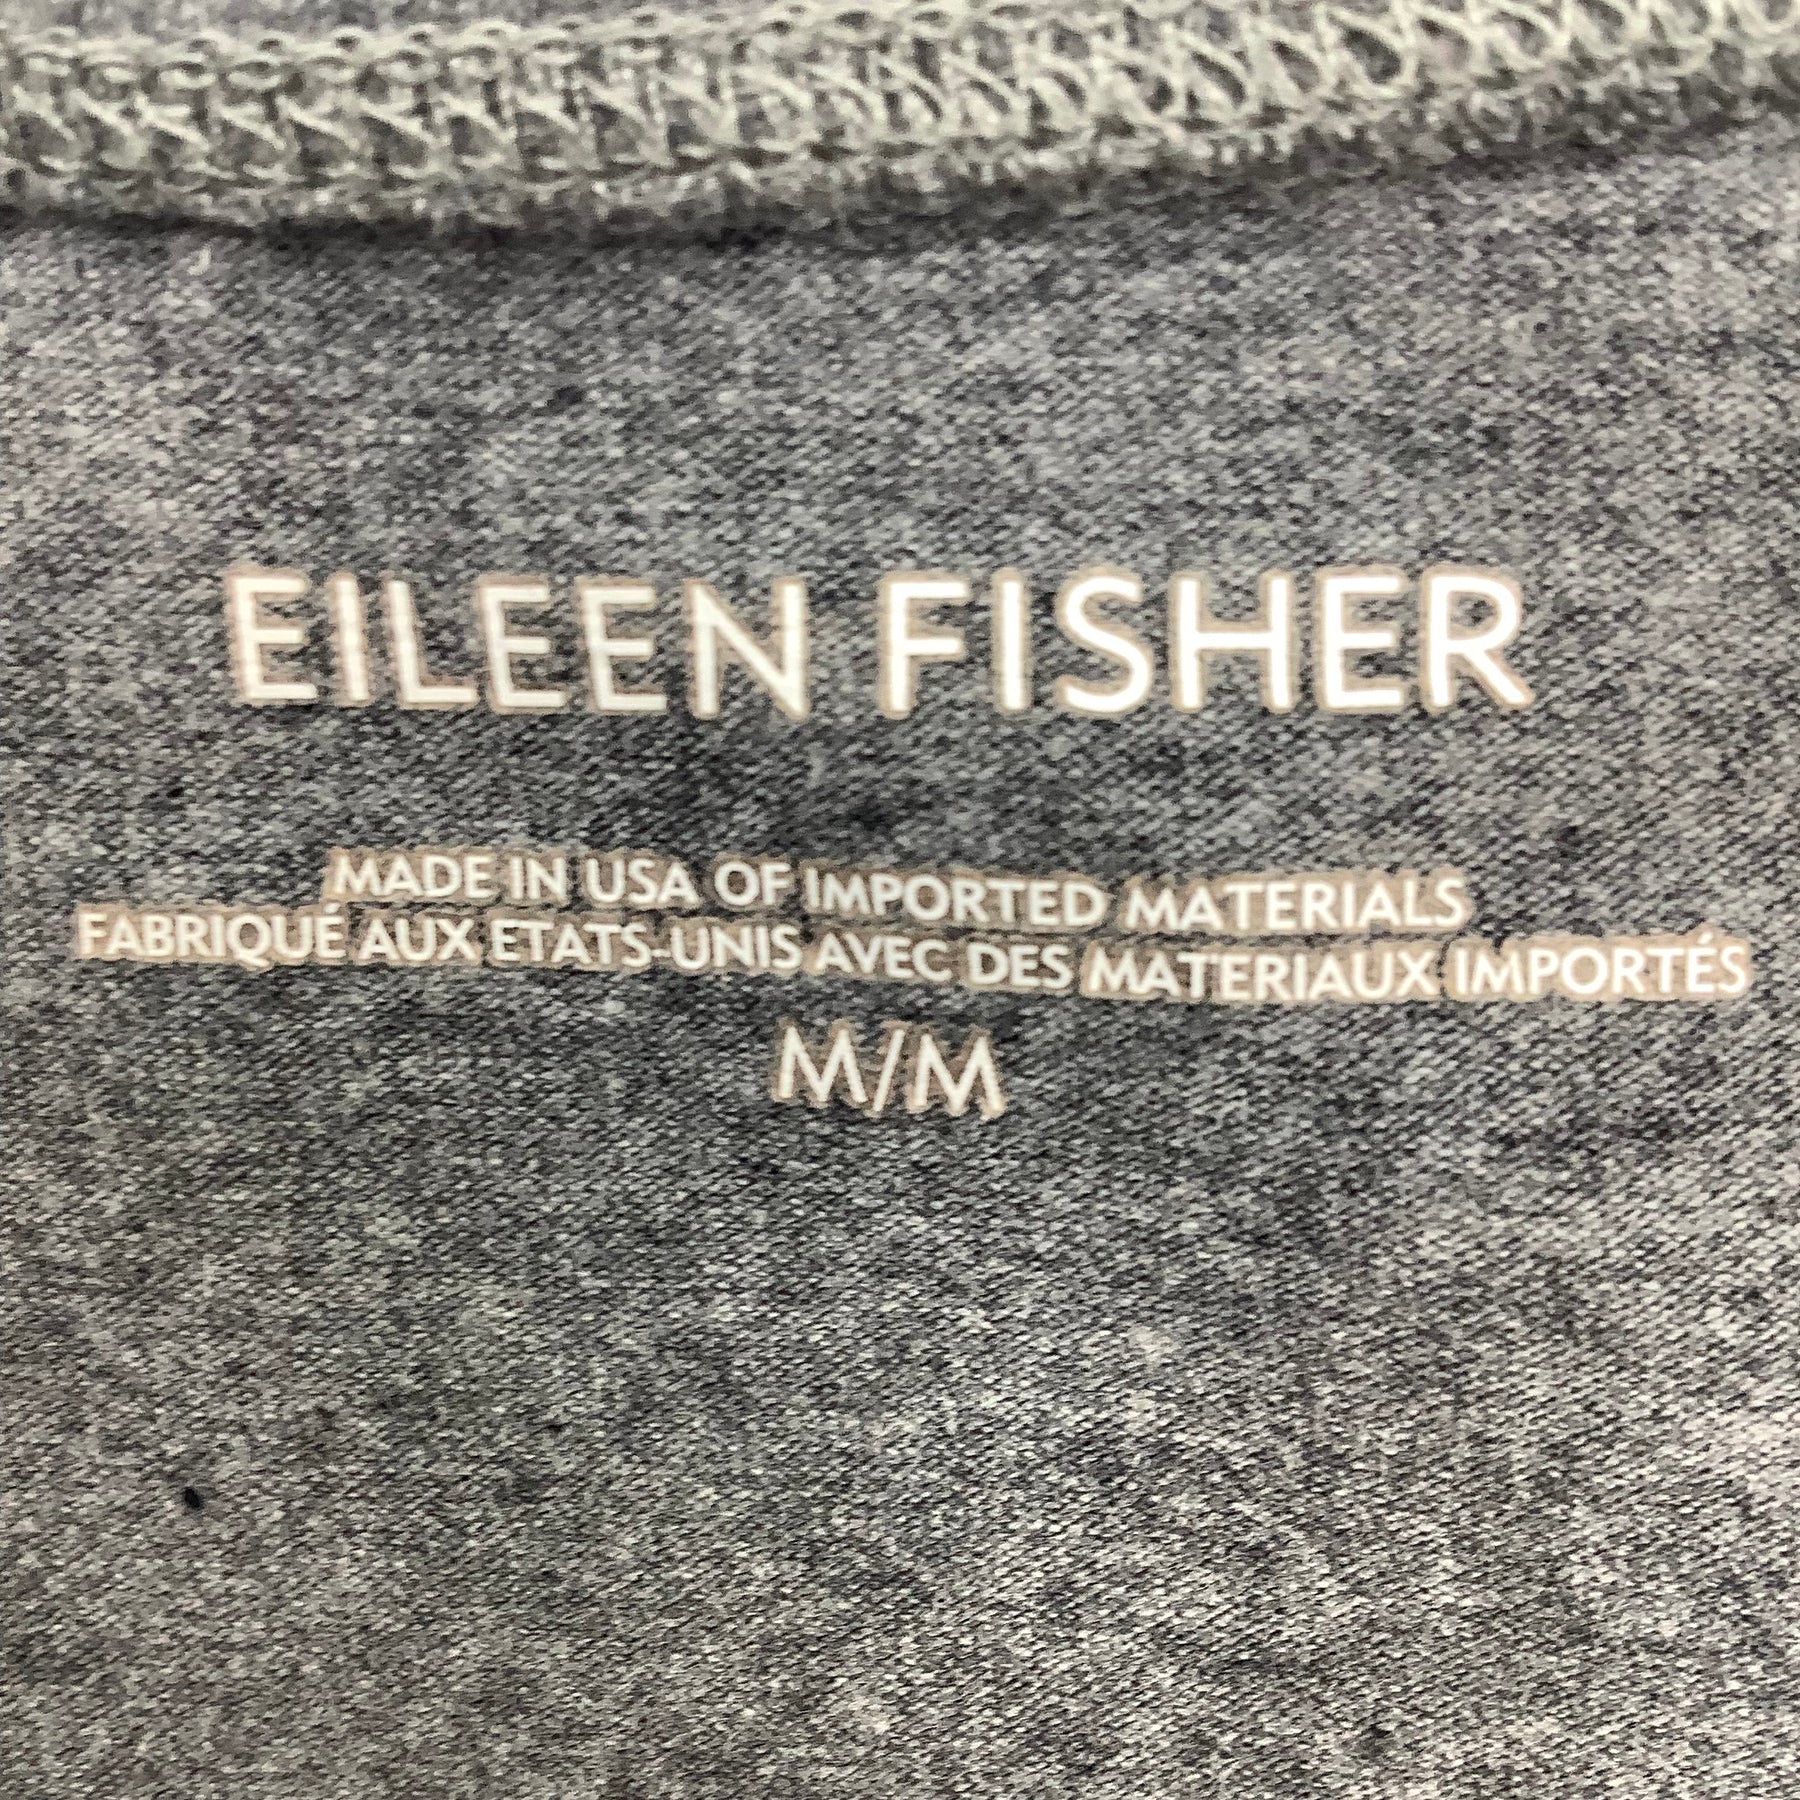 EILEEN FISHER
MADE IN USA OF IMPORTED MATERIALS
FABRIQUÉ AUX ETATS-UNIS AVEC DES MATERIAUX IMPORTÉS
M/M